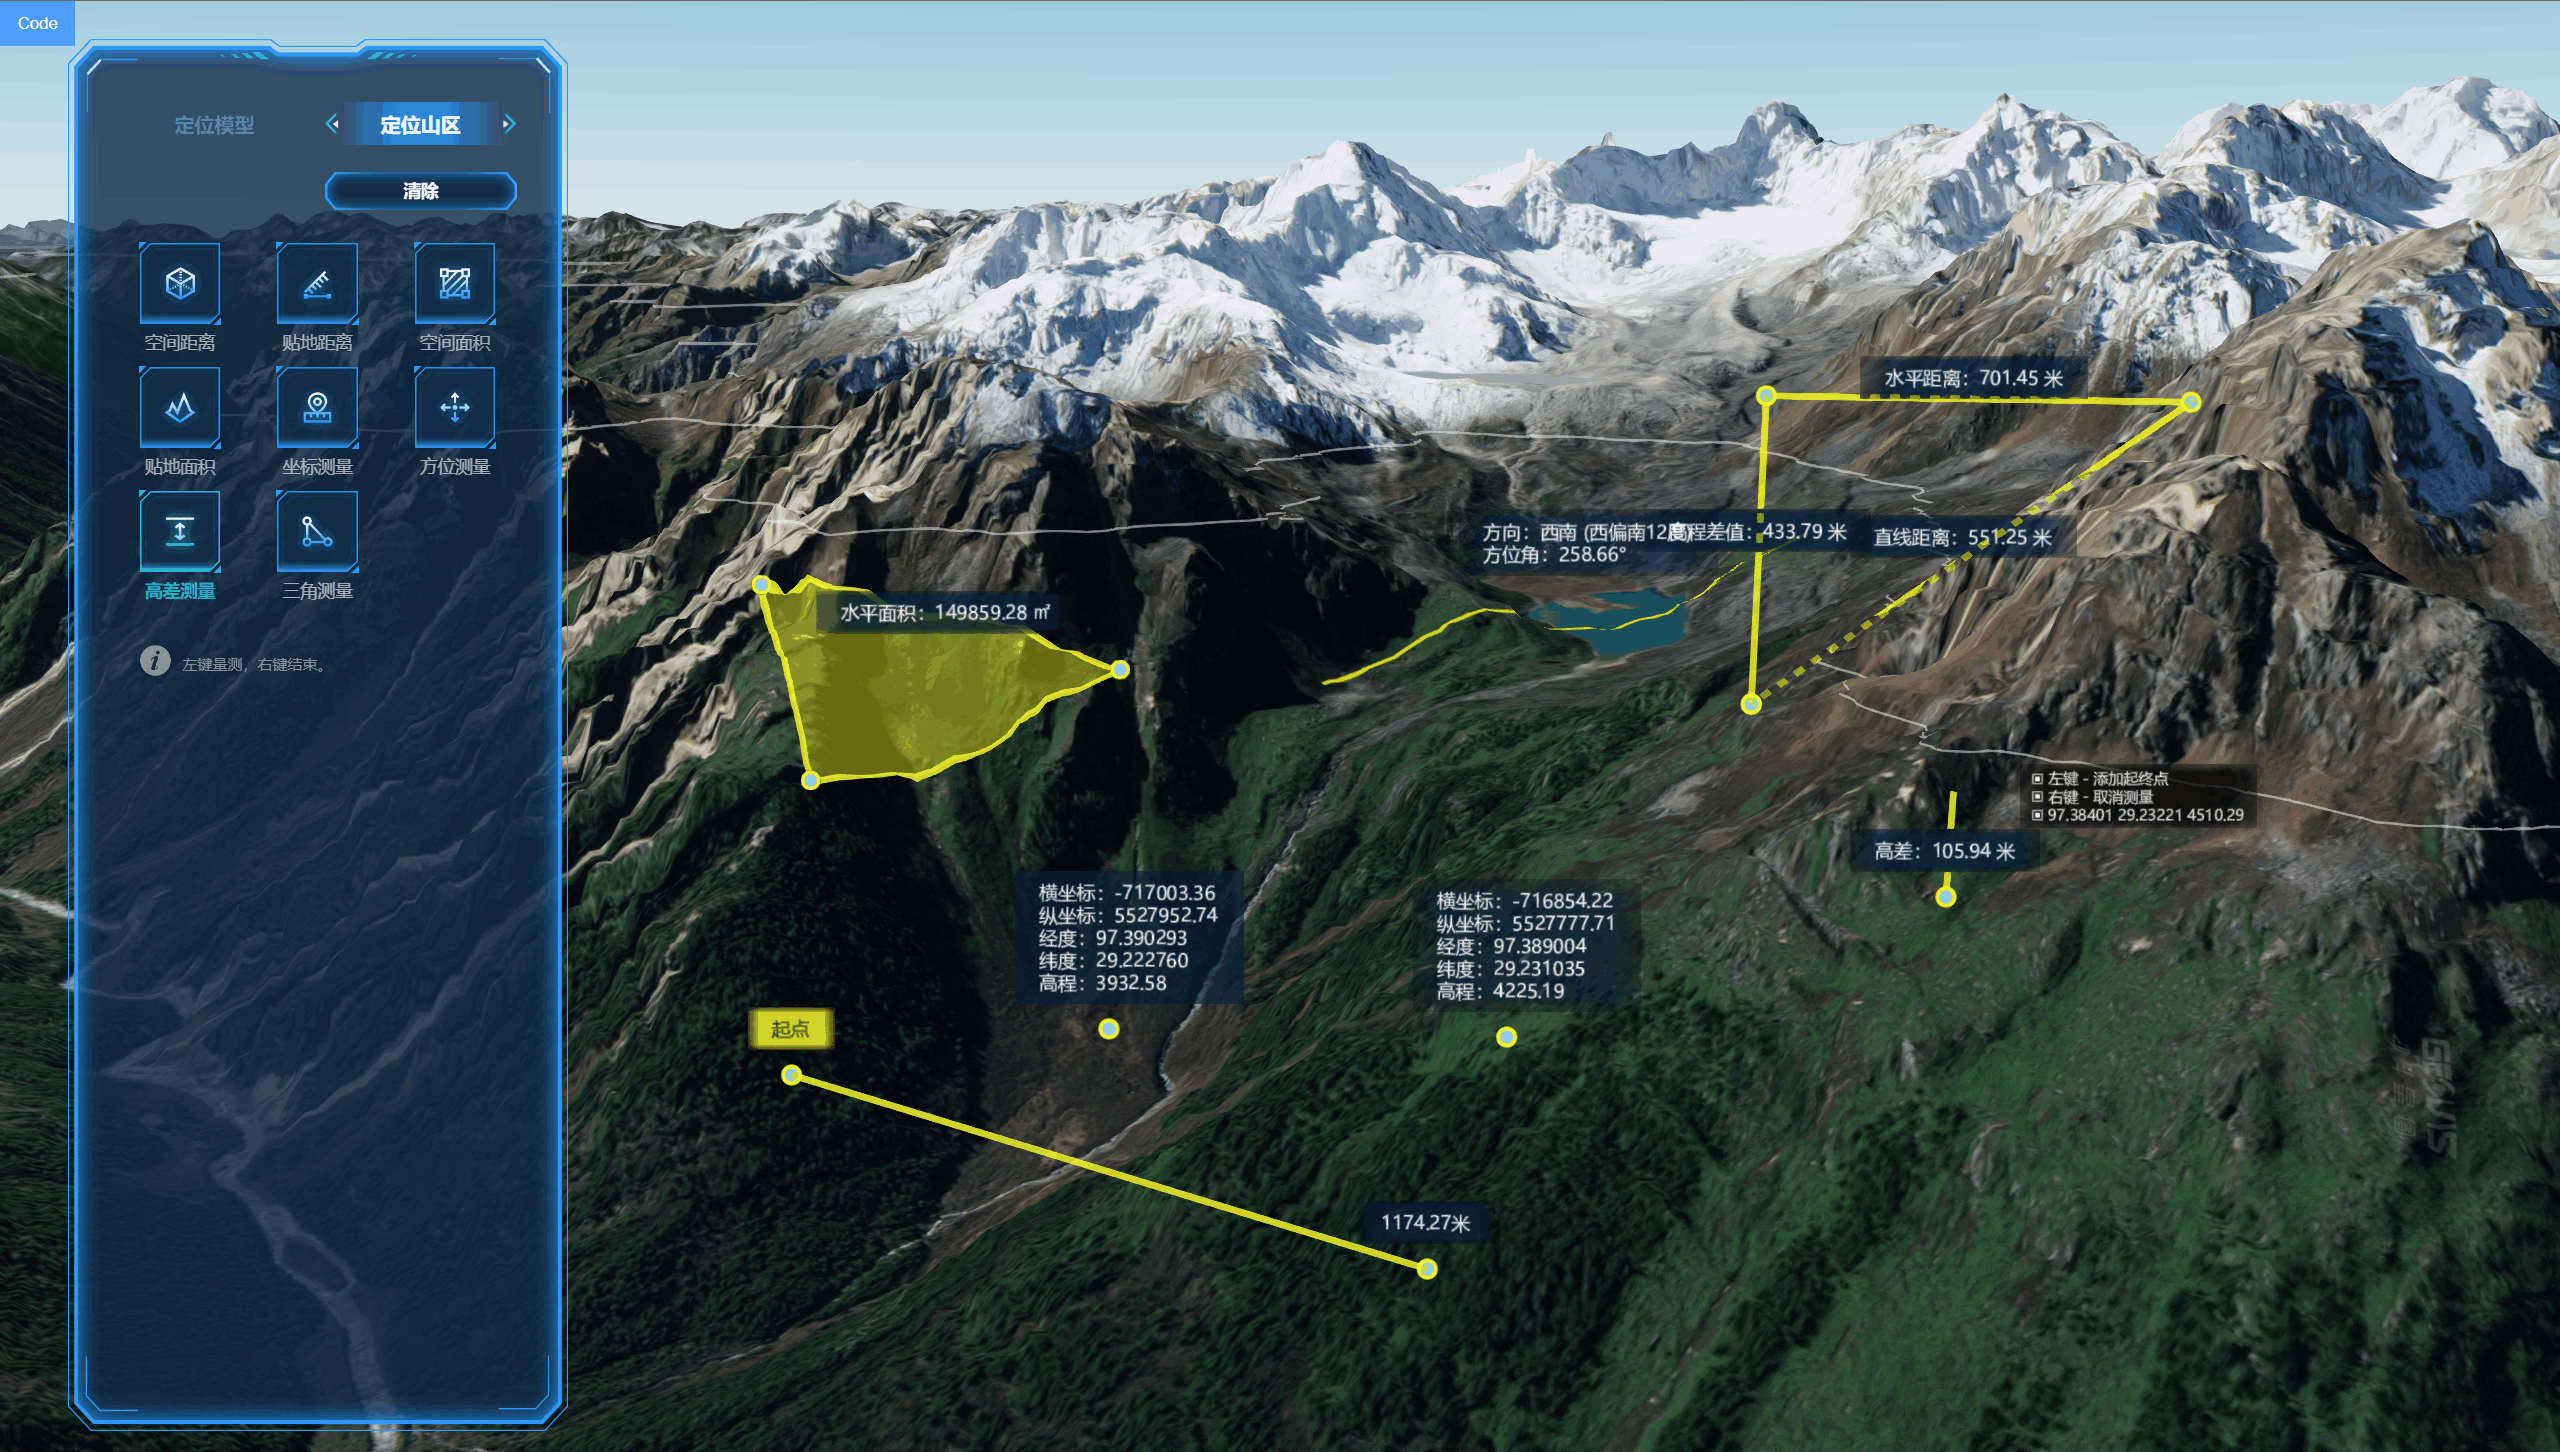 Code
定位模型
定位山区
清除
空间距离
贴地距离
空间面积
贴地面积
坐标测量
方位测量
高差测量
三角测量
左键量测，右键结束。
水平距离：701.45 米
方向：西南 (西偏南12度)
方位角：258.66°
高程差值：433.79 米
直线距离：551.25 米
水平面积：149859.28 ㎡
左键 - 添加起终点
右键 - 取消测量
97.38401 29.23221 4510.29
高差：105.94 米
横坐标：-717003.36
纵坐标：5527952.74
经度：97.390293
纬度：29.222760
高程：3932.58
横坐标：-716854.22
纵坐标：5527777.71
经度：97.389004
纬度：29.231035
高程：4225.19
起点
1174.27米